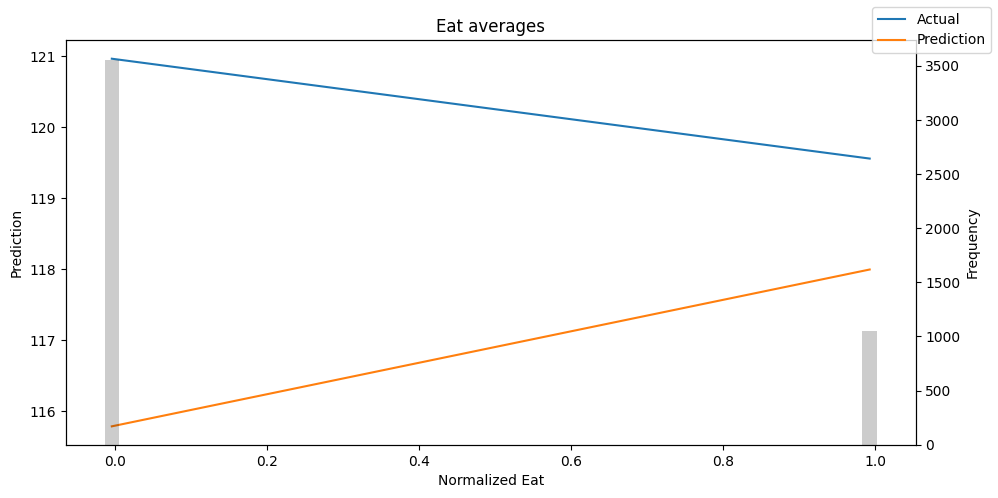 Eat averages
Actual
Prediction
121
120
119
118
117
116
Prediction
3500
3000
2500
2000
1500
1000
500
0
Frequency
0.0 0.2 0.4 0.6 0.8 1.0
Normalized Eat